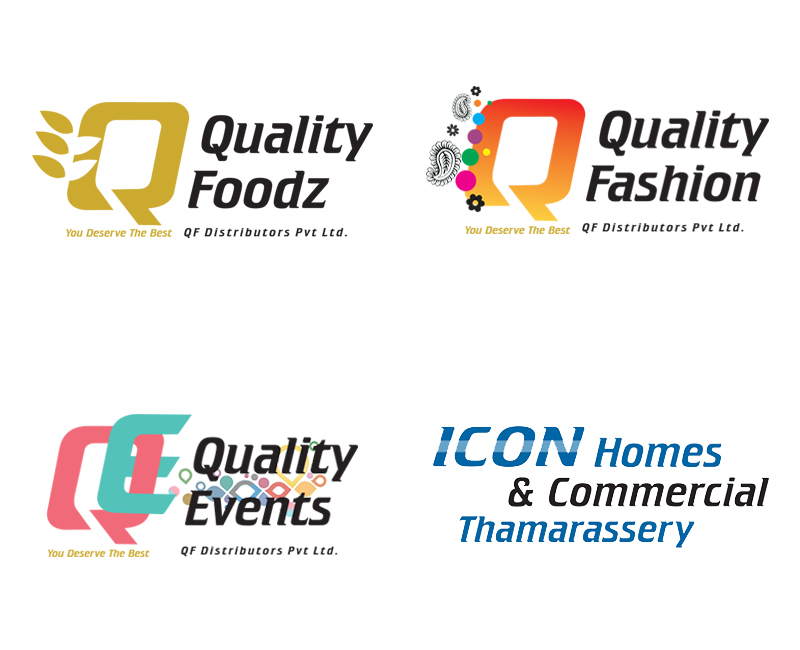 Quality
Foodz
You Deserve The Best QF Distributors Pvt Ltd.
Quality
Fashion
You Deserve The Best QF Distributors Pvt Ltd.
QE
Quality
Events
You Deserve The Best QF Distributors Pvt Ltd.
ICON Homes
& Commercial
Thamarassery